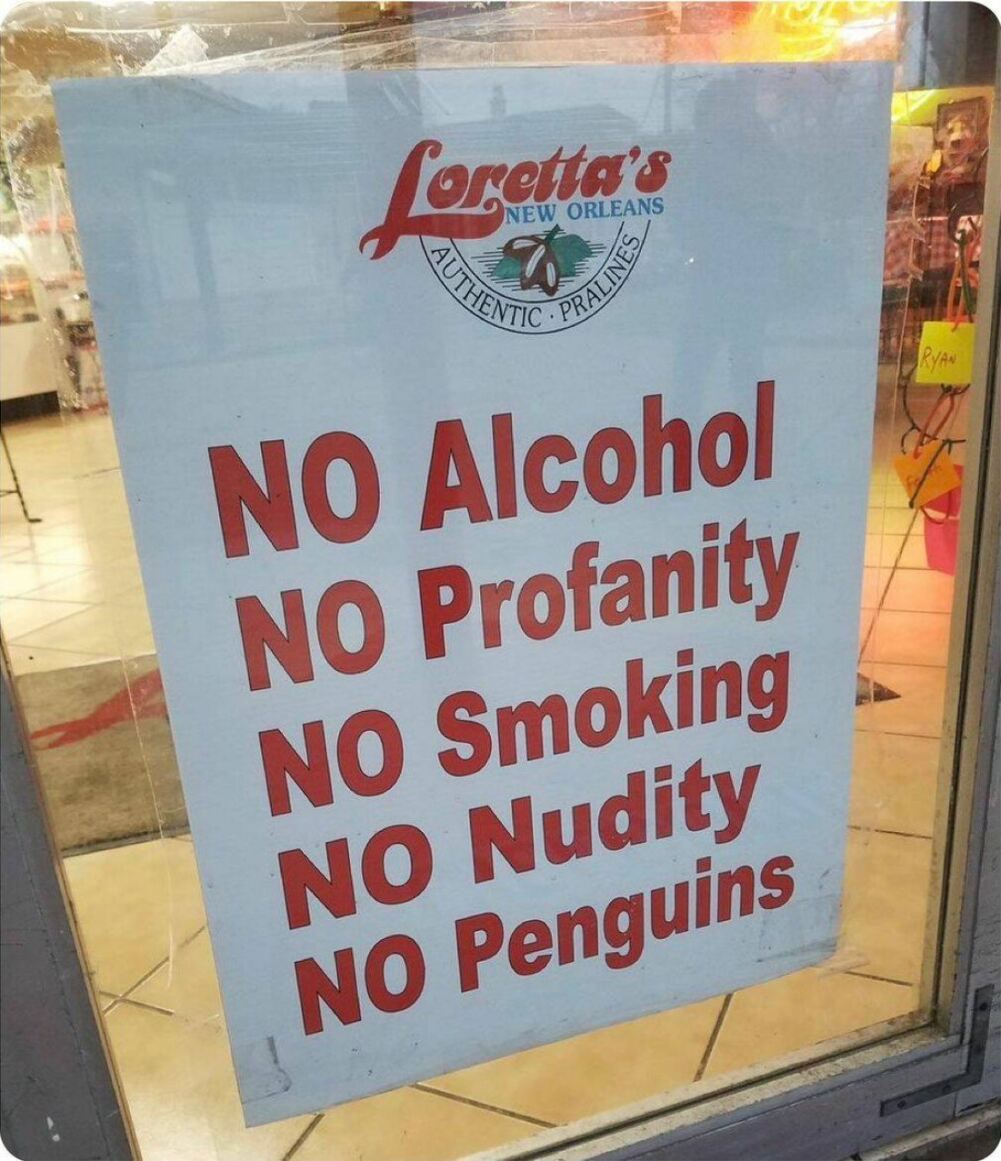 Loretta's
NEW ORLEANS
AUTHENTIC · PRALINES
NO Alcohol
NO Profanity
NO Smoking
NO Nudity
NO Penguins
RYAN